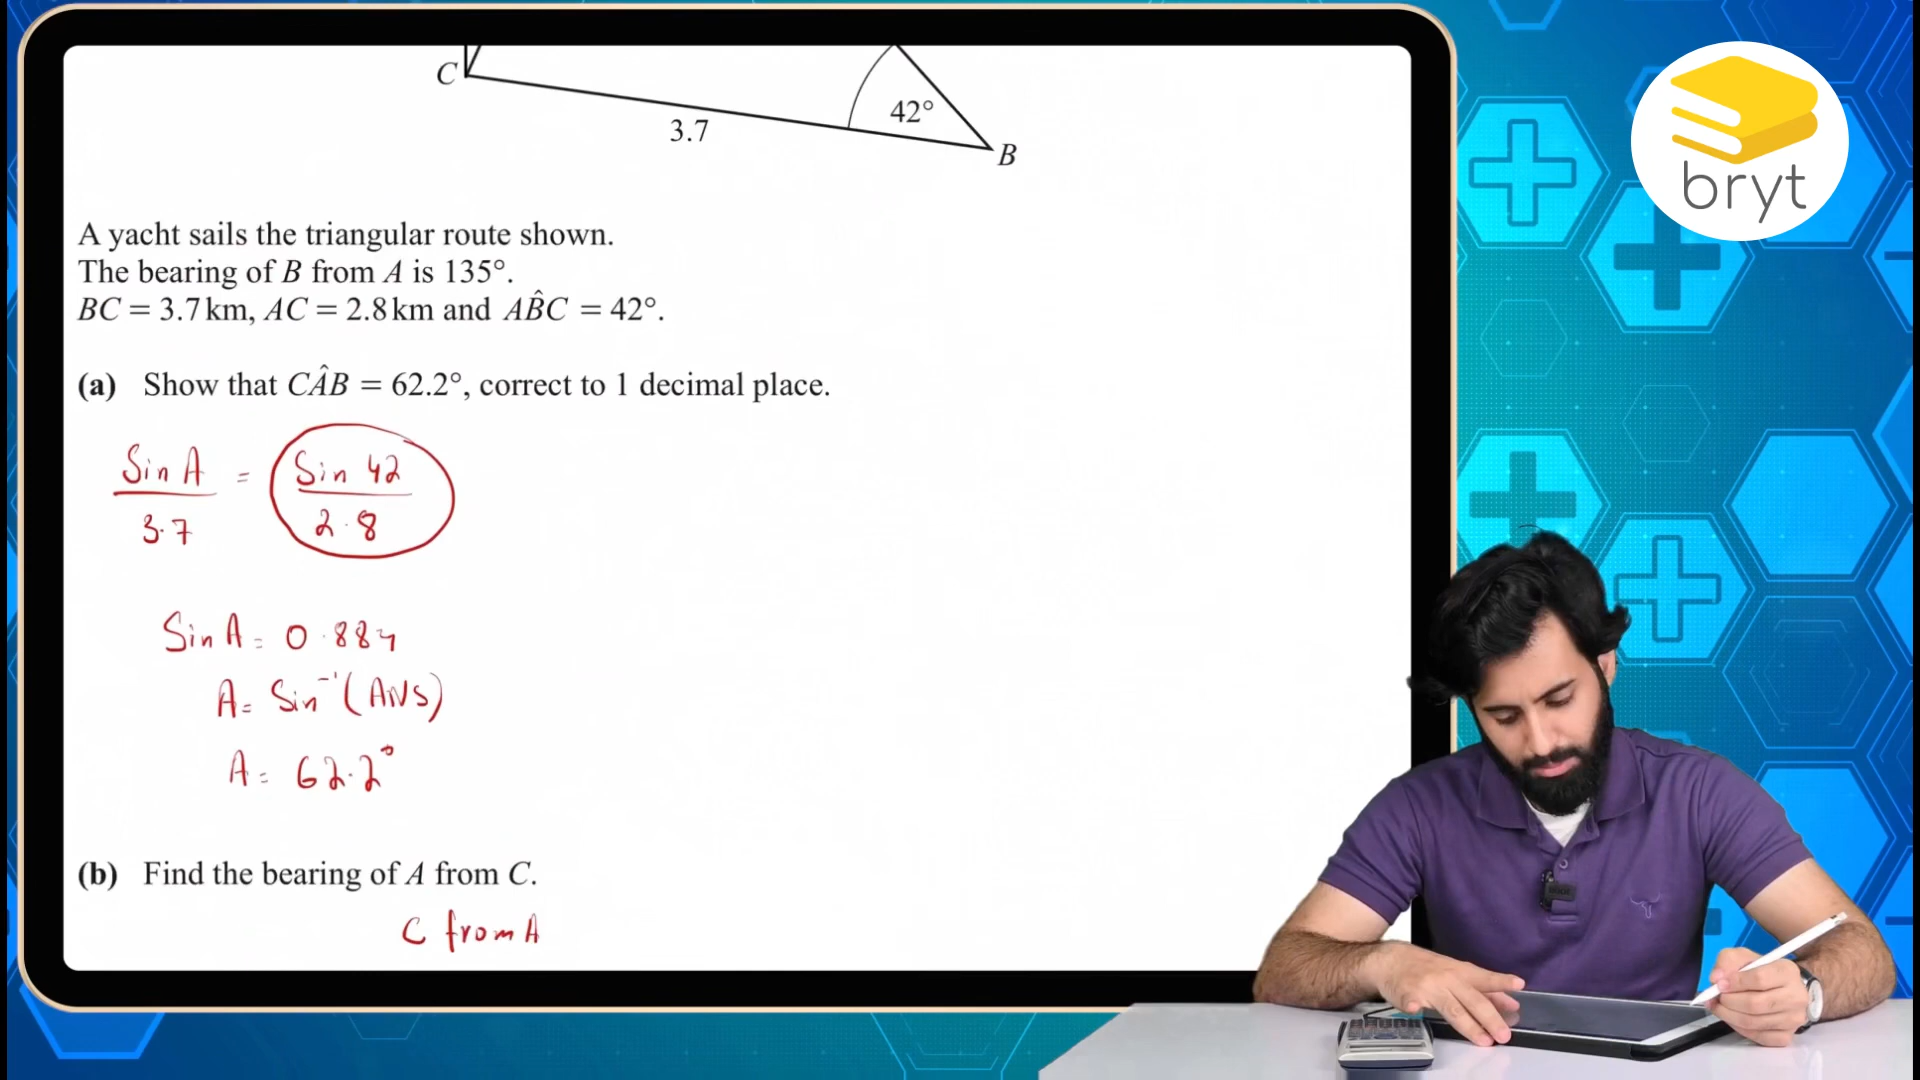 C
42°
3.7
B
bryt
A yacht sails the triangular route shown.
The bearing of B from A is 135°.
BC = 3.7 km, AC = 2.8 km and AB̂C = 42°.
(a) Show that CÂB = 62.2°, correct to 1 decimal place.
Sin A = Sin 42
3.7 2.8
Sin A = 0.884
A = Sin⁻¹(ANS)
A = 62.2°
(b) Find the bearing of A from C.
C from A